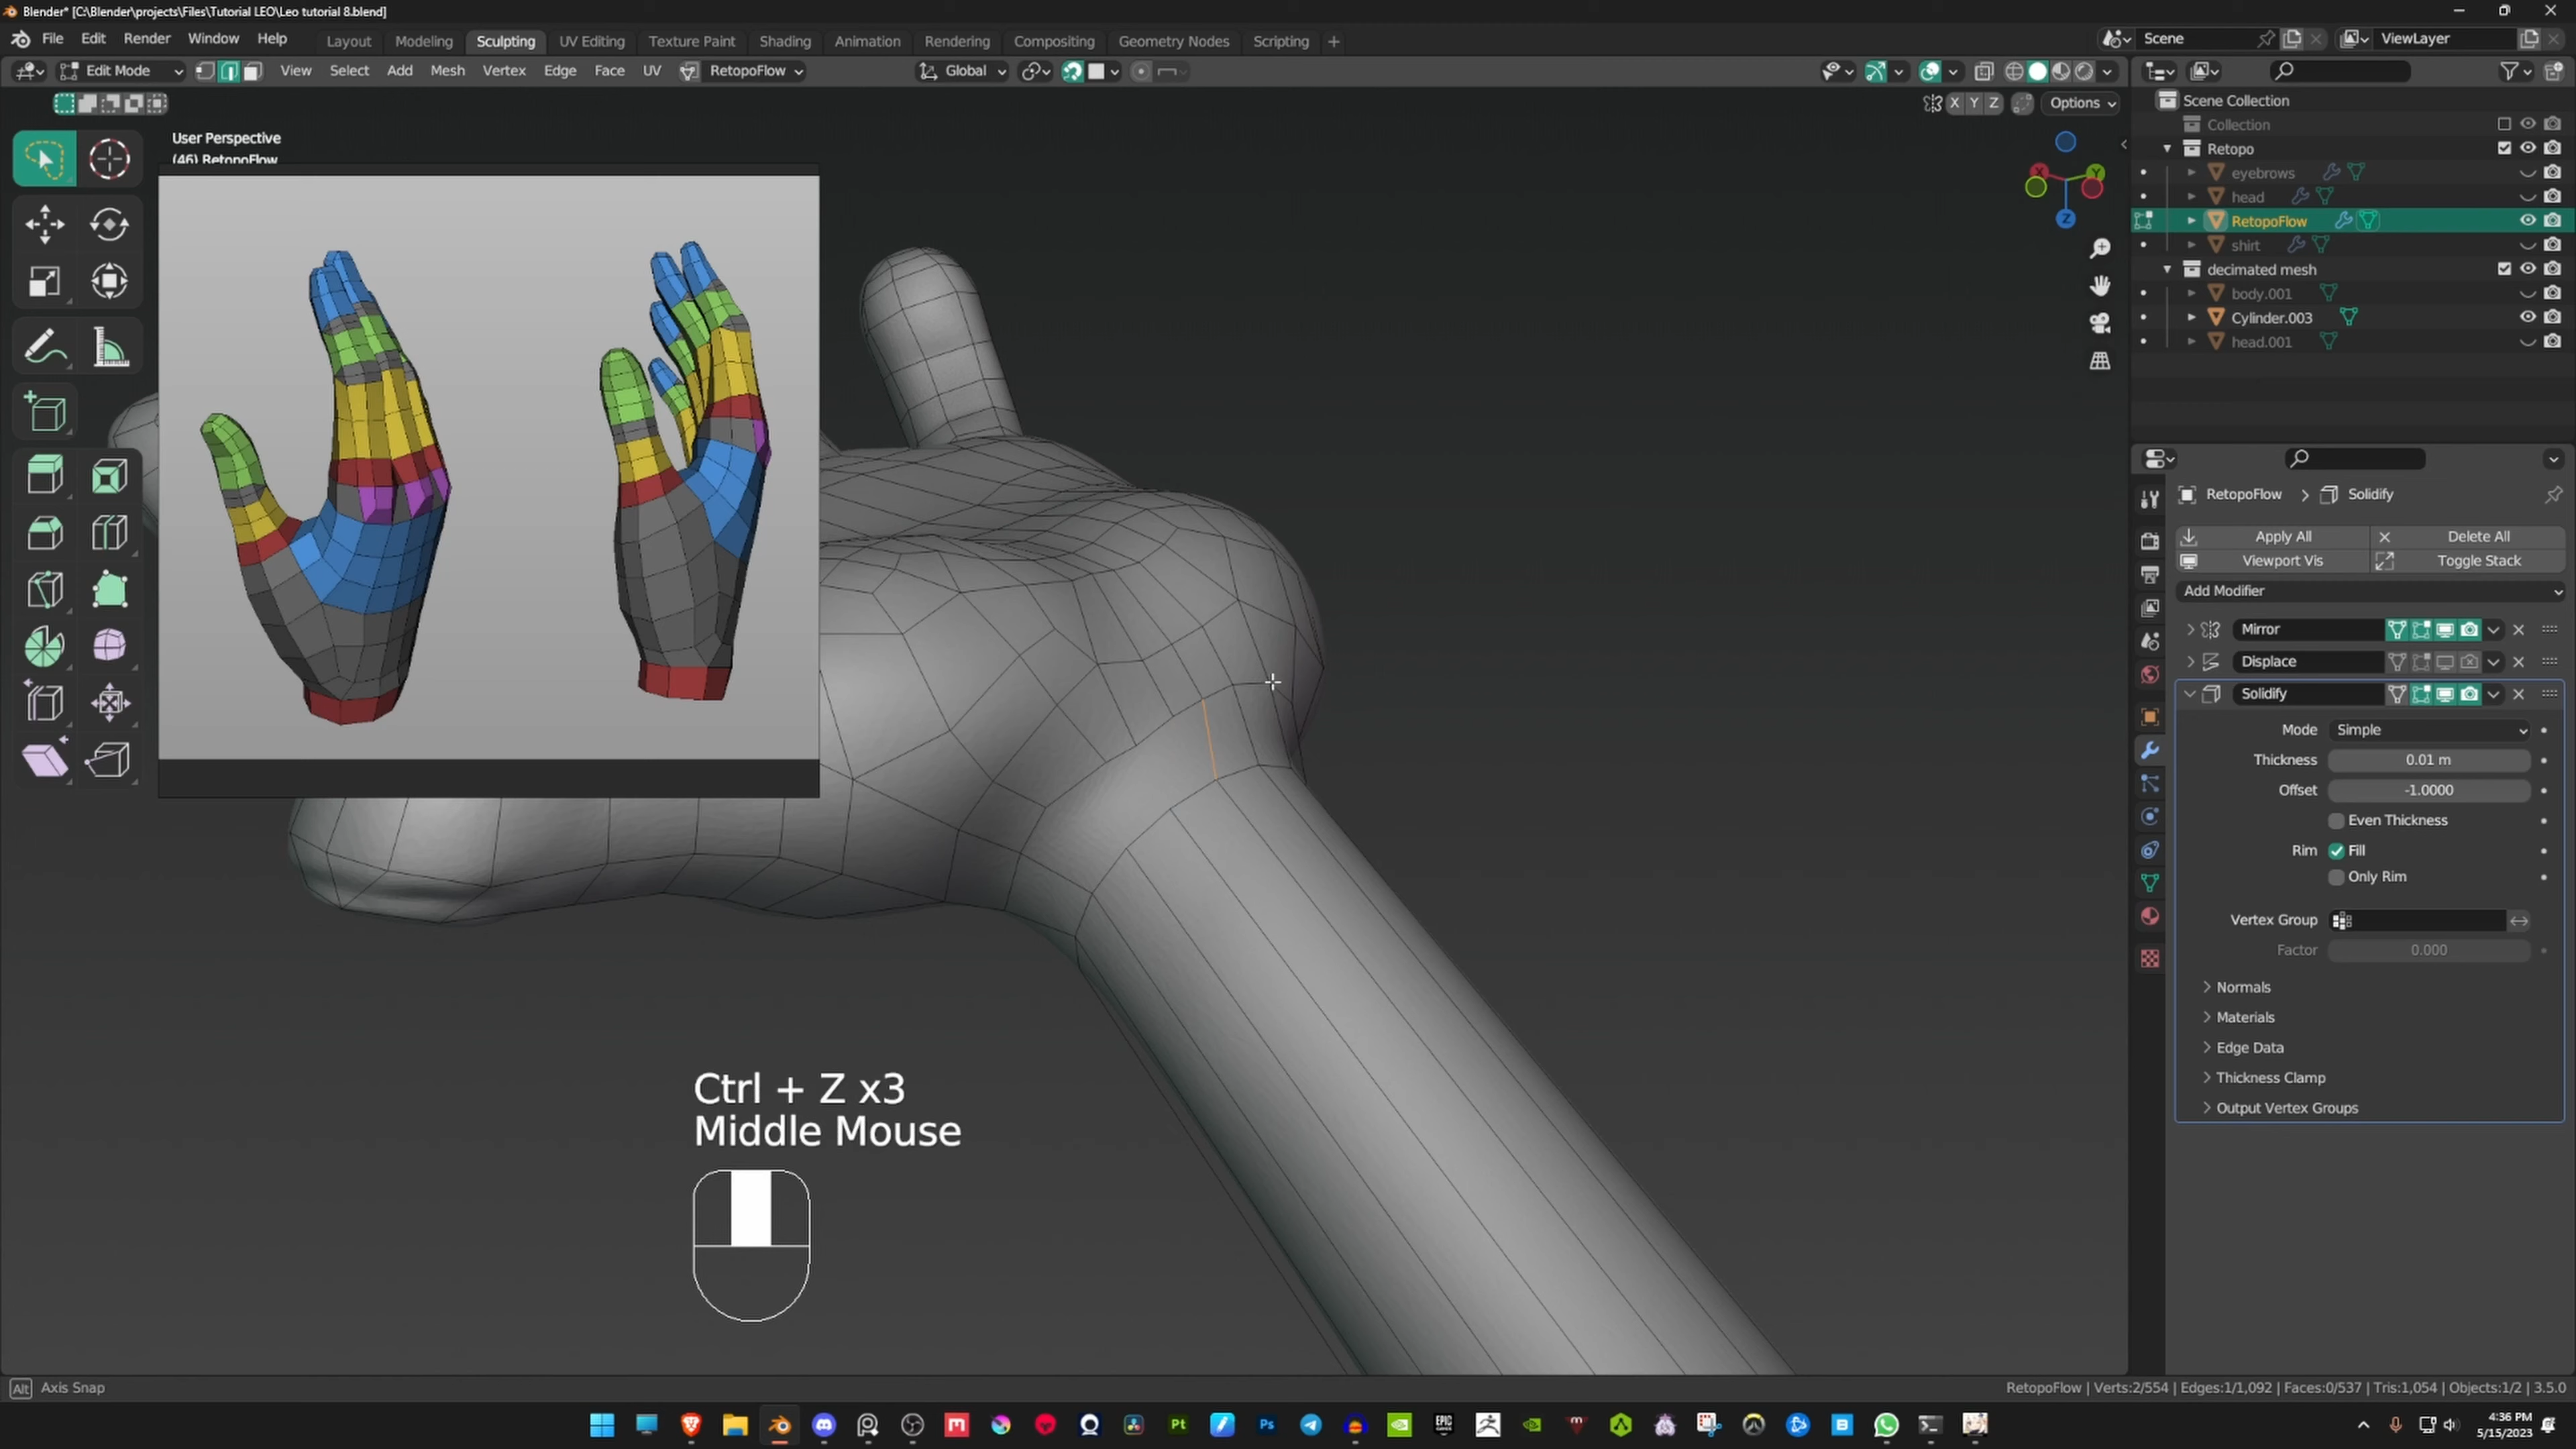 Blender* [C:\Blender\projects\Files\Tutorial LEO\Leo tutorial 8.blend]
File Edit Render Window Help Layout Modeling Sculpting UV Editing Texture Paint Shading Animation Rendering Compositing Geometry Nodes Scripting + Scene ViewLayer
Edit Mode View Select Add Mesh Vertex Edge Face UV RetopoFlow Global
X Y Z Options
User Perspective
(46) RetopoFlow
Scene Collection
Collection
Retopo
eyebrows
head
RetopoFlow
shirt
decimated mesh
body.001
Cylinder.003
head.001
X Y
Z
RetopoFlow > Solidify
Apply All Delete All
Viewport Vis Toggle Stack
Add Modifier
Mirror
Displace
Solidify
Mode Simple
Thickness 0.01 m
Offset -1.0000
Even Thickness
Rim Fill
Only Rim
Vertex Group
Factor 0.000
Normals
Materials
Edge Data
Thickness Clamp
Output Vertex Groups
Ctrl + Z x3
Middle Mouse
Alt Axis Snap
RetopoFlow | Verts:2/554 | Edges:1/1,092 | Faces:0/537 | Tris:1,054 | Objects:1/2 | 3.5.0
Pt Ps EPIC GAMES B
4:36 PM
5/15/2023